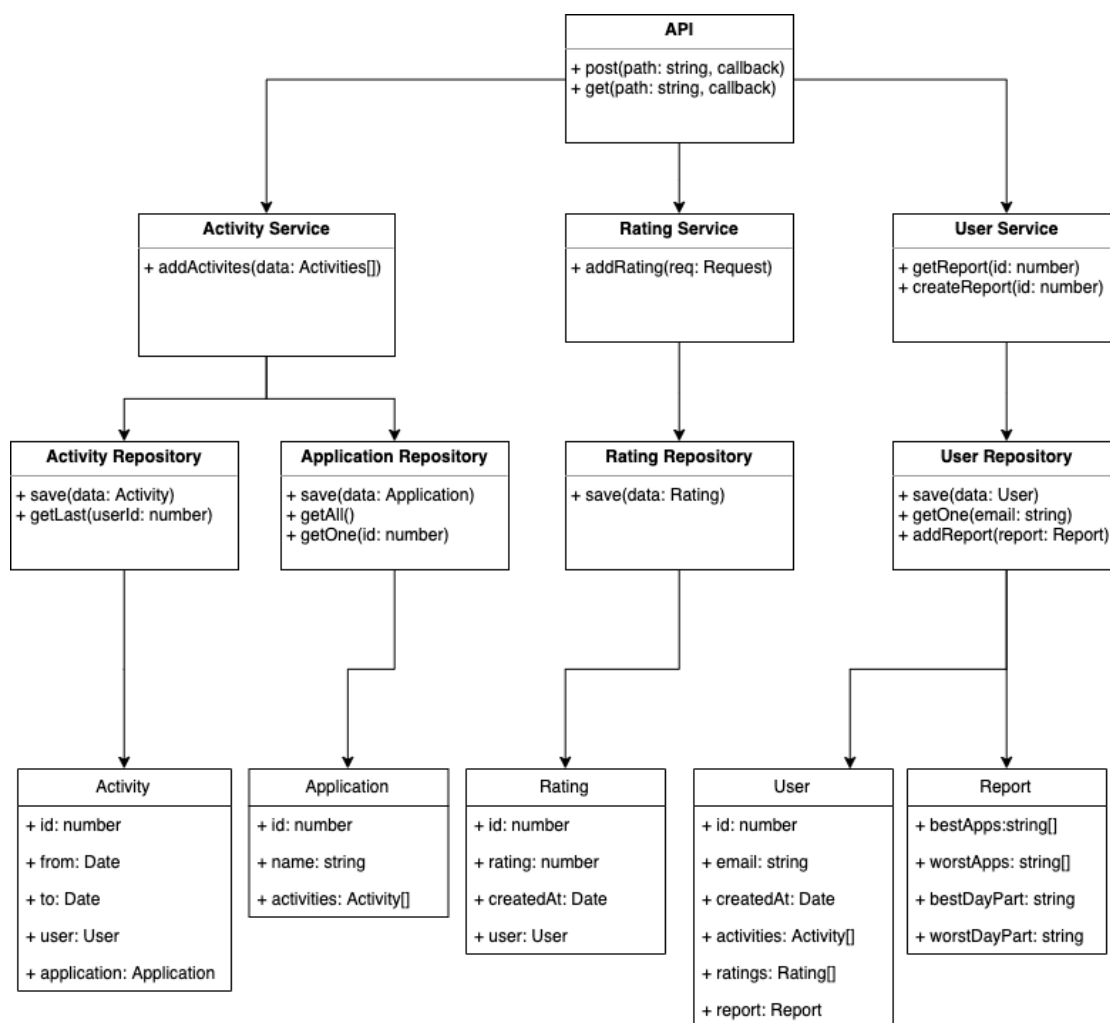 API
+ post(path: string, callback)
+ get(path: string, callback)
Activity Service
+ addActivites(data: Activities[])
Rating Service
+ addRating(req: Request)
User Service
+ getReport(id: number)
+ createReport(id: number)
Activity Repository
+ save(data: Activity)
+ getLast(userId: number)
Application Repository
+ save(data: Application)
+ getAll()
+ getOne(id: number)
Rating Repository
+ save(data: Rating)
User Repository
+ save(data: User)
+ getOne(email: string)
+ addReport(report: Report)
Activity
+ id: number
+ from: Date
+ to: Date
+ user: User
+ application: Application
Application
+ id: number
+ name: string
+ activities: Activity[]
Rating
+ id: number
+ rating: number
+ createdAt: Date
+ user: User
User
+ id: number
+ email: string
+ createdAt: Date
+ activities: Activity[]
+ ratings: Rating[]
+ report: Report
Report
+ bestApps:string[]
+ worstApps: string[]
+ bestDayPart: string
+ worstDayPart: string